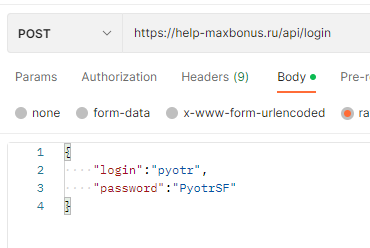 POST https://help-maxbonus.ru/api/login
Params Authorization Headers (9) Body Pre-r
none form-data x-www-form-urlencoded ra
1 {
2 "login":"pyotr",
3 "password":"PyotrSF"
4 }